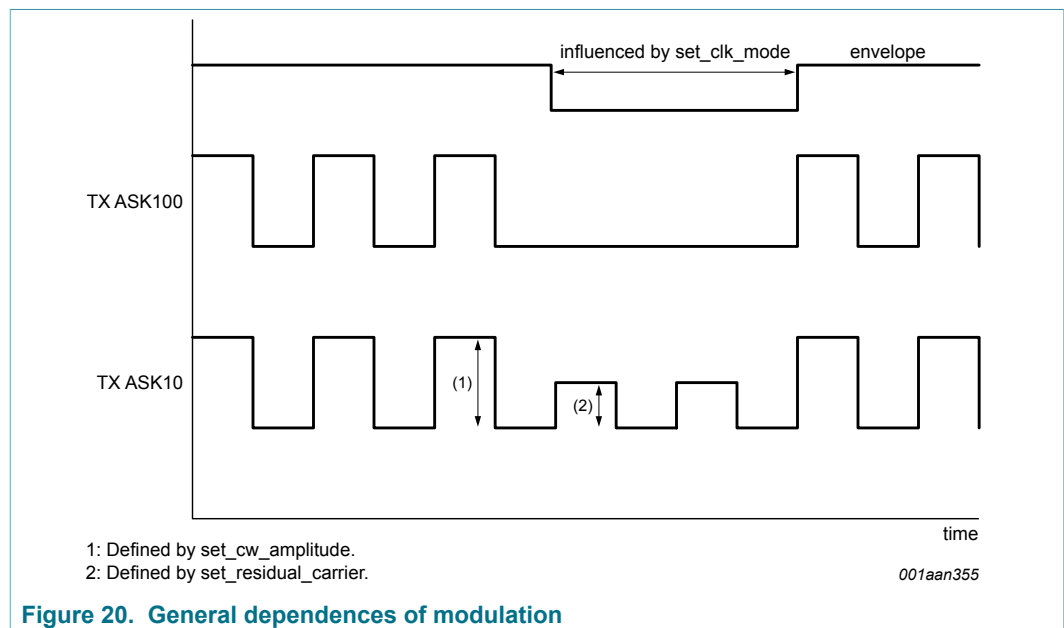 influenced by set_clk_mode
envelope
TX ASK100
TX ASK10
(1)
(2)
time
1: Defined by set_cw_amplitude.
2: Defined by set_residual_carrier.
001aan355
Figure 20. General dependences of modulation